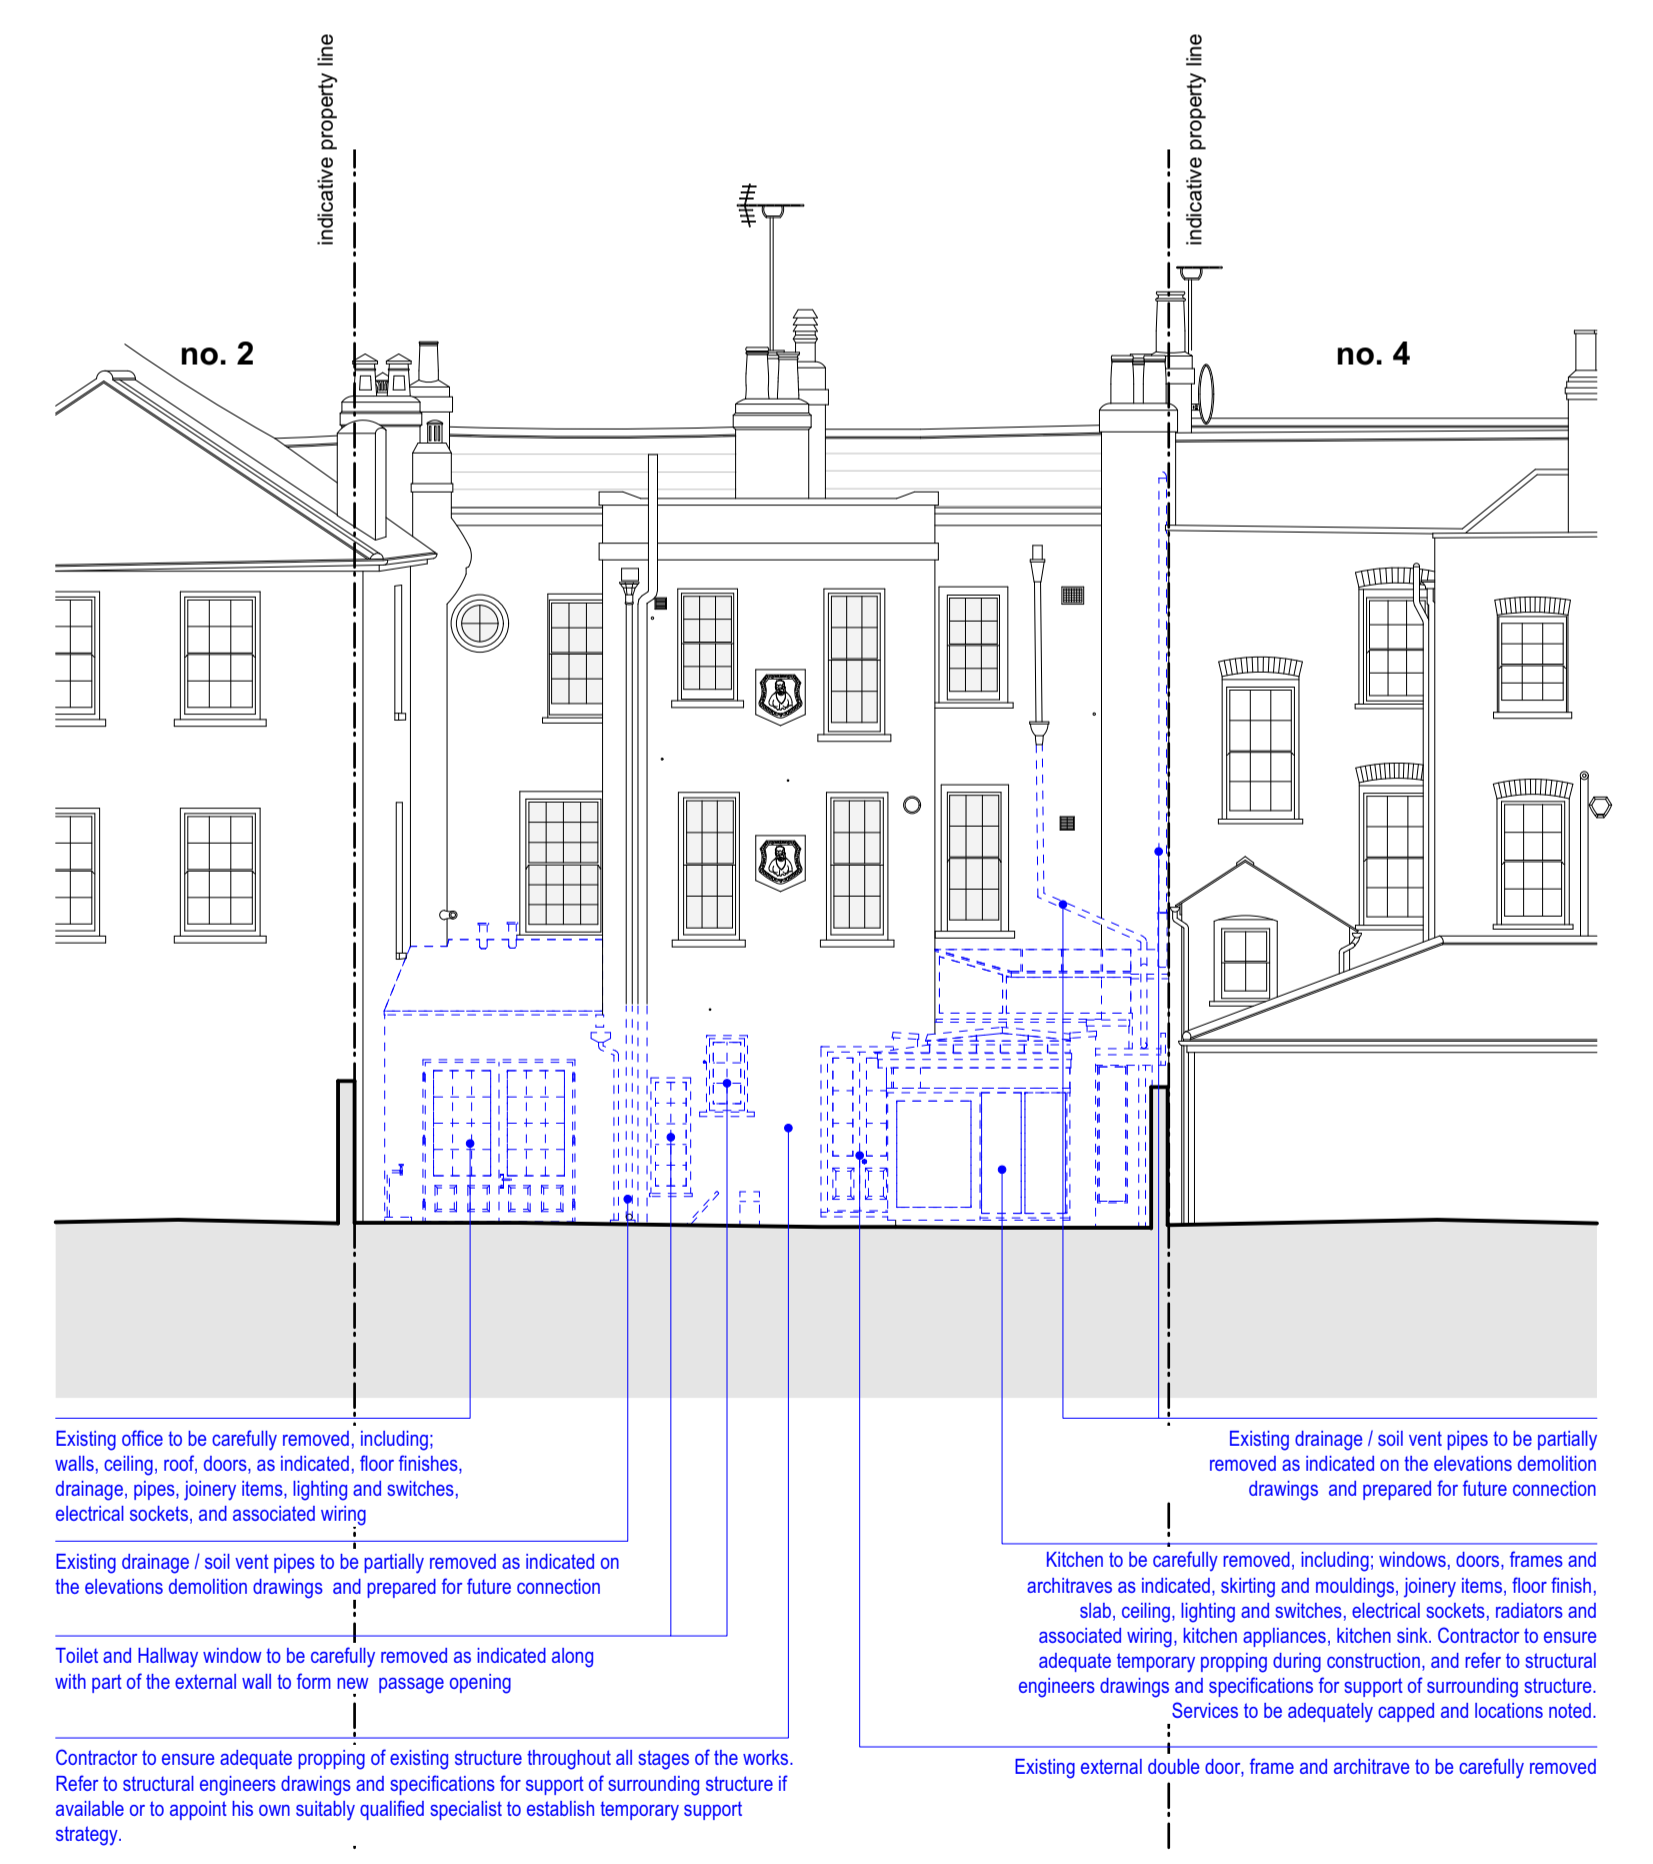 indicative property line
indicative property line
no. 2
no. 4
Existing office to be carefully removed, including;
walls, ceiling, roof, doors, as indicated, floor finishes,
drainage, pipes, joinery items, lighting and switches,
electrical sockets, and associated wiring
Existing drainage / soil vent pipes to be partially removed as indicated on
the elevations demolition drawings and prepared for future connection
Toilet and Hallway window to be carefully removed as indicated along
with part of the external wall to form new passage opening
Contractor to ensure adequate propping of existing structure throughout all stages of the works.
Refer to structural engineers drawings and specifications for support of surrounding structure if
available or to appoint his own suitably qualified specialist to establish temporary support
strategy.
Existing drainage / soil vent pipes to be partially
removed as indicated on the elevations demolition
drawings and prepared for future connection
Kitchen to be carefully removed, including; windows, doors, frames and
architraves as indicated, skirting and mouldings, joinery items, floor finish,
slab, ceiling, lighting and switches, electrical sockets, radiators and
associated wiring, kitchen appliances, kitchen sink. Contractor to ensure
adequate temporary propping during construction, and refer to structural
engineers drawings and specifications for support of surrounding structure.
Services to be adequately capped and locations noted.
Existing external double door, frame and architrave to be carefully removed